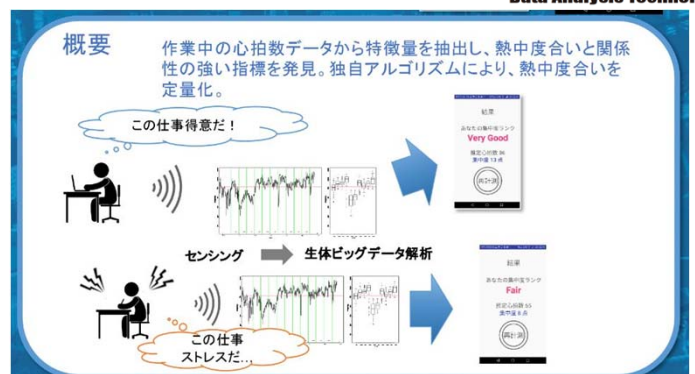 概要
作業中の心拍数データから特徴量を抽出し、熱中度合いと関係
性の強い指標を発見。独自アルゴリズムにより、熱中度合いを
定量化。
この仕事得意だ!
結果
あなたの集中度ランク
Very Good
集中度 13 点
再計測
センシング
生体ビッグデータ解析
この仕事
ストレスだ...
結果
あなたの集中度ランク
Fair
集中度 8 点
再計測